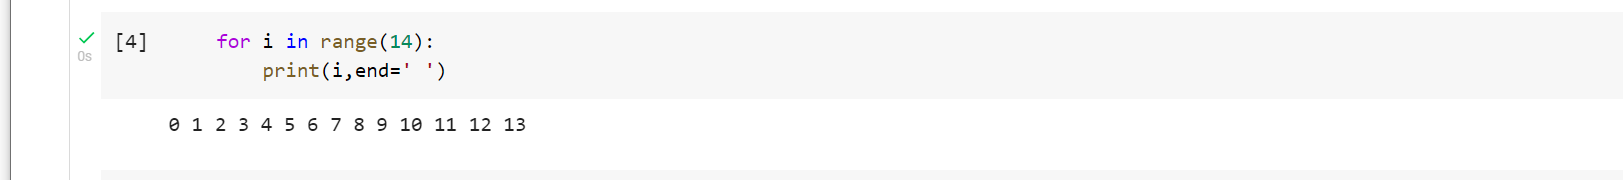 [4] for i in range(14):
0s
print(i,end=' ')
0 1 2 3 4 5 6 7 8 9 10 11 12 13